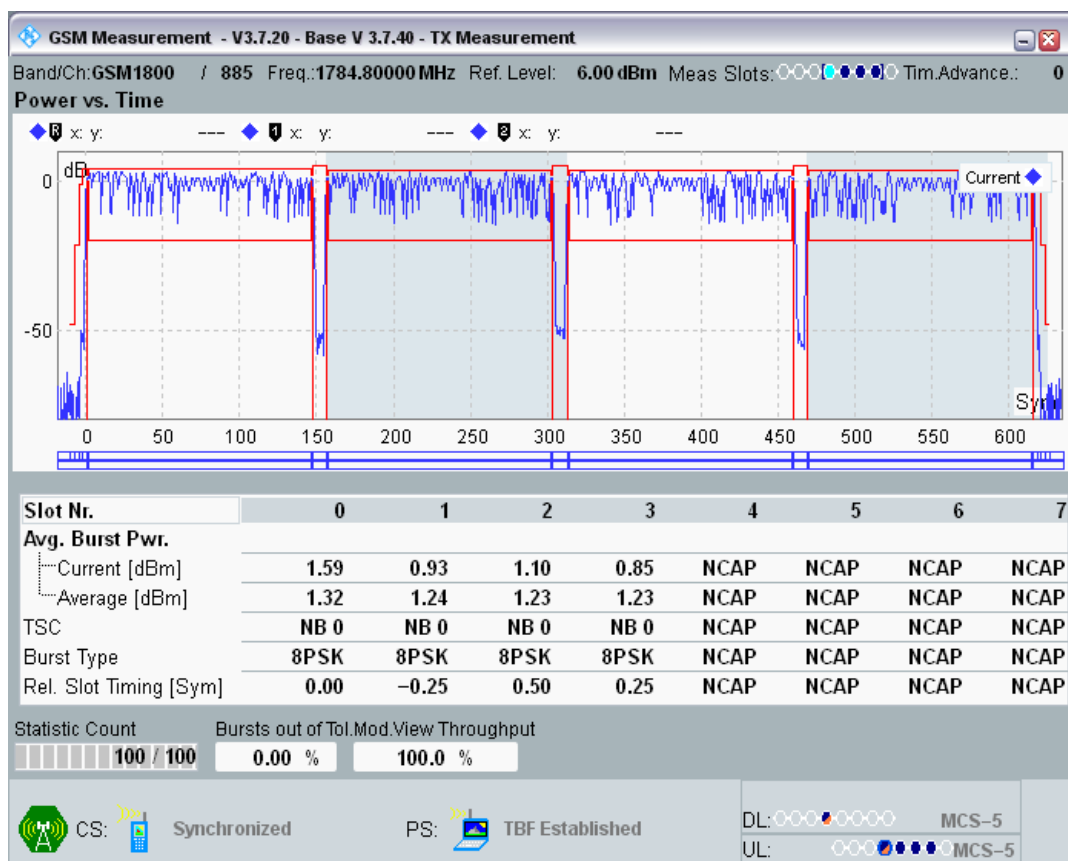 GSM Measurement - V3.7.20 - Base V 3.7.40 - TX Measurement
Band/Ch:GSM1800 / 885 Freq.:1784.80000 MHz Ref. Level: 6.00 dBm Meas Slots: Tim.Advance.: 0
Power vs. Time
R x: y: --- 1 x: y: --- 2 x: y: ---
dB
Current
0
-50
Sym
0 50 100 150 200 250 300 350 400 450 500 550 600
Slot Nr. 0 1 2 3 4 5 6 7
Avg. Burst Pwr.
Current [dBm] 1.59 0.93 1.10 0.85 NCAP NCAP NCAP NCAP
Average [dBm] 1.32 1.24 1.23 1.23 NCAP NCAP NCAP NCAP
TSC NB 0 NB 0 NB 0 NB 0 NCAP NCAP NCAP NCAP
Burst Type 8PSK 8PSK 8PSK 8PSK NCAP NCAP NCAP NCAP
Rel. Slot Timing [Sym] 0.00 −0.25 0.50 0.25 NCAP NCAP NCAP NCAP
Statistic Count Bursts out of Tol.Mod.View Throughput
100 / 100 0.00 % 100.0 %
CS: Synchronized PS: TBF Established DL: MCS−5
UL: MCS−5